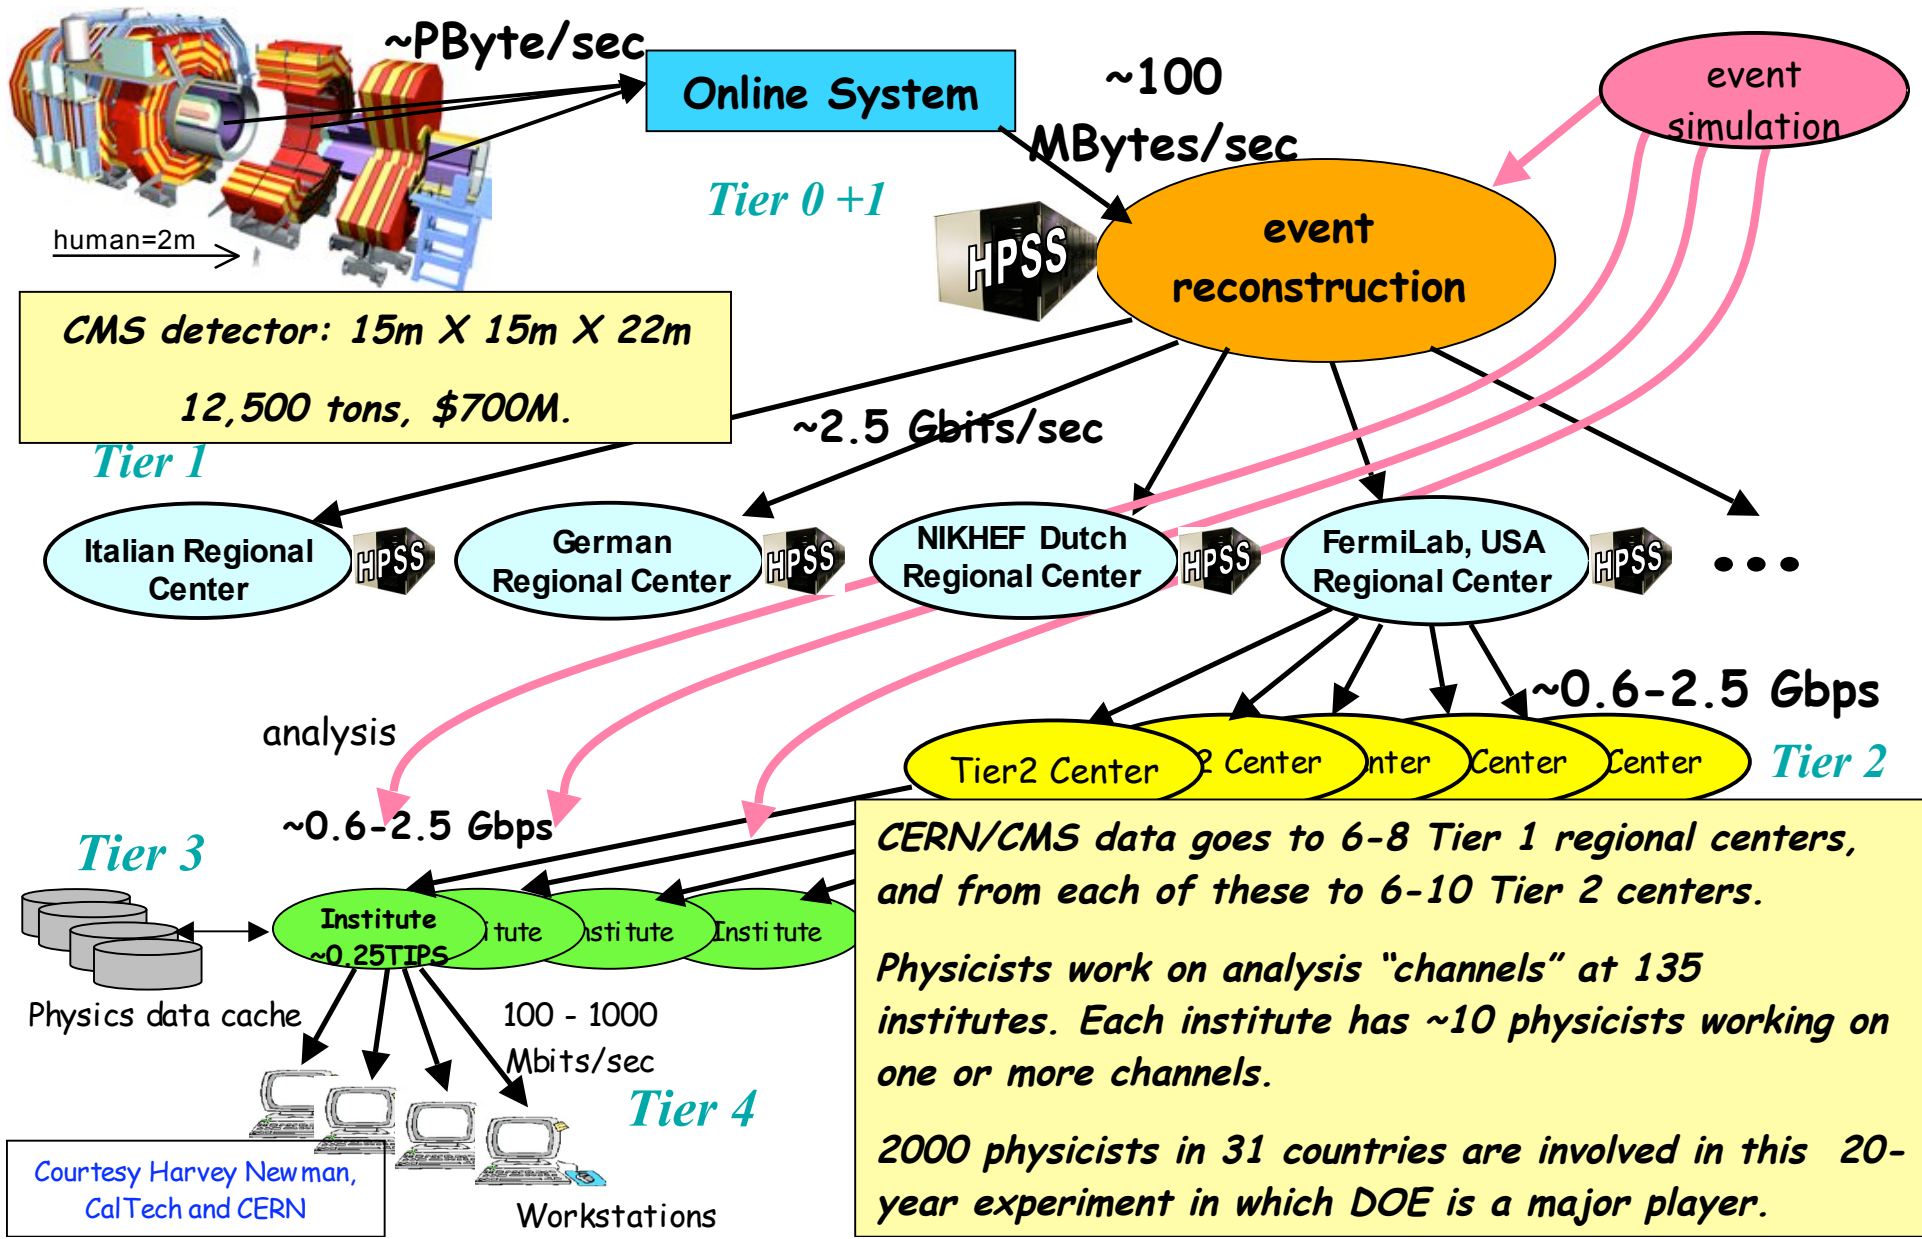 ~PByte/sec
Online System
~100
MBytes/sec
event
simulation
Tier 0 +1
human=2m
HPSS
event
reconstruction
CMS detector: 15m X 15m X 22m
12,500 tons, $700M.
~2.5 Gbits/sec
Tier 1
Italian Regional
Center
HPSS
German
Regional Center
HPSS
NIKHEF Dutch
Regional Center
HPSS
FermiLab, USA
Regional Center
HPSS
•••
~0.6-2.5 Gbps
analysis
Tier2 Center
2 Center
nter
Center
Center
Tier 2
~0.6-2.5 Gbps
Tier 3
Institute
~0.25TIPS
itute
nstitute
Institute
Physics data cache
100 - 1000
Mbits/sec
Tier 4
Workstations
Courtesy Harvey Newman,
CalTech and CERN
CERN/CMS data goes to 6-8 Tier 1 regional centers,
and from each of these to 6-10 Tier 2 centers.
Physicists work on analysis “channels” at 135
institutes. Each institute has ~10 physicists working on
one or more channels.
2000 physicists in 31 countries are involved in this 20-
year experiment in which DOE is a major player.